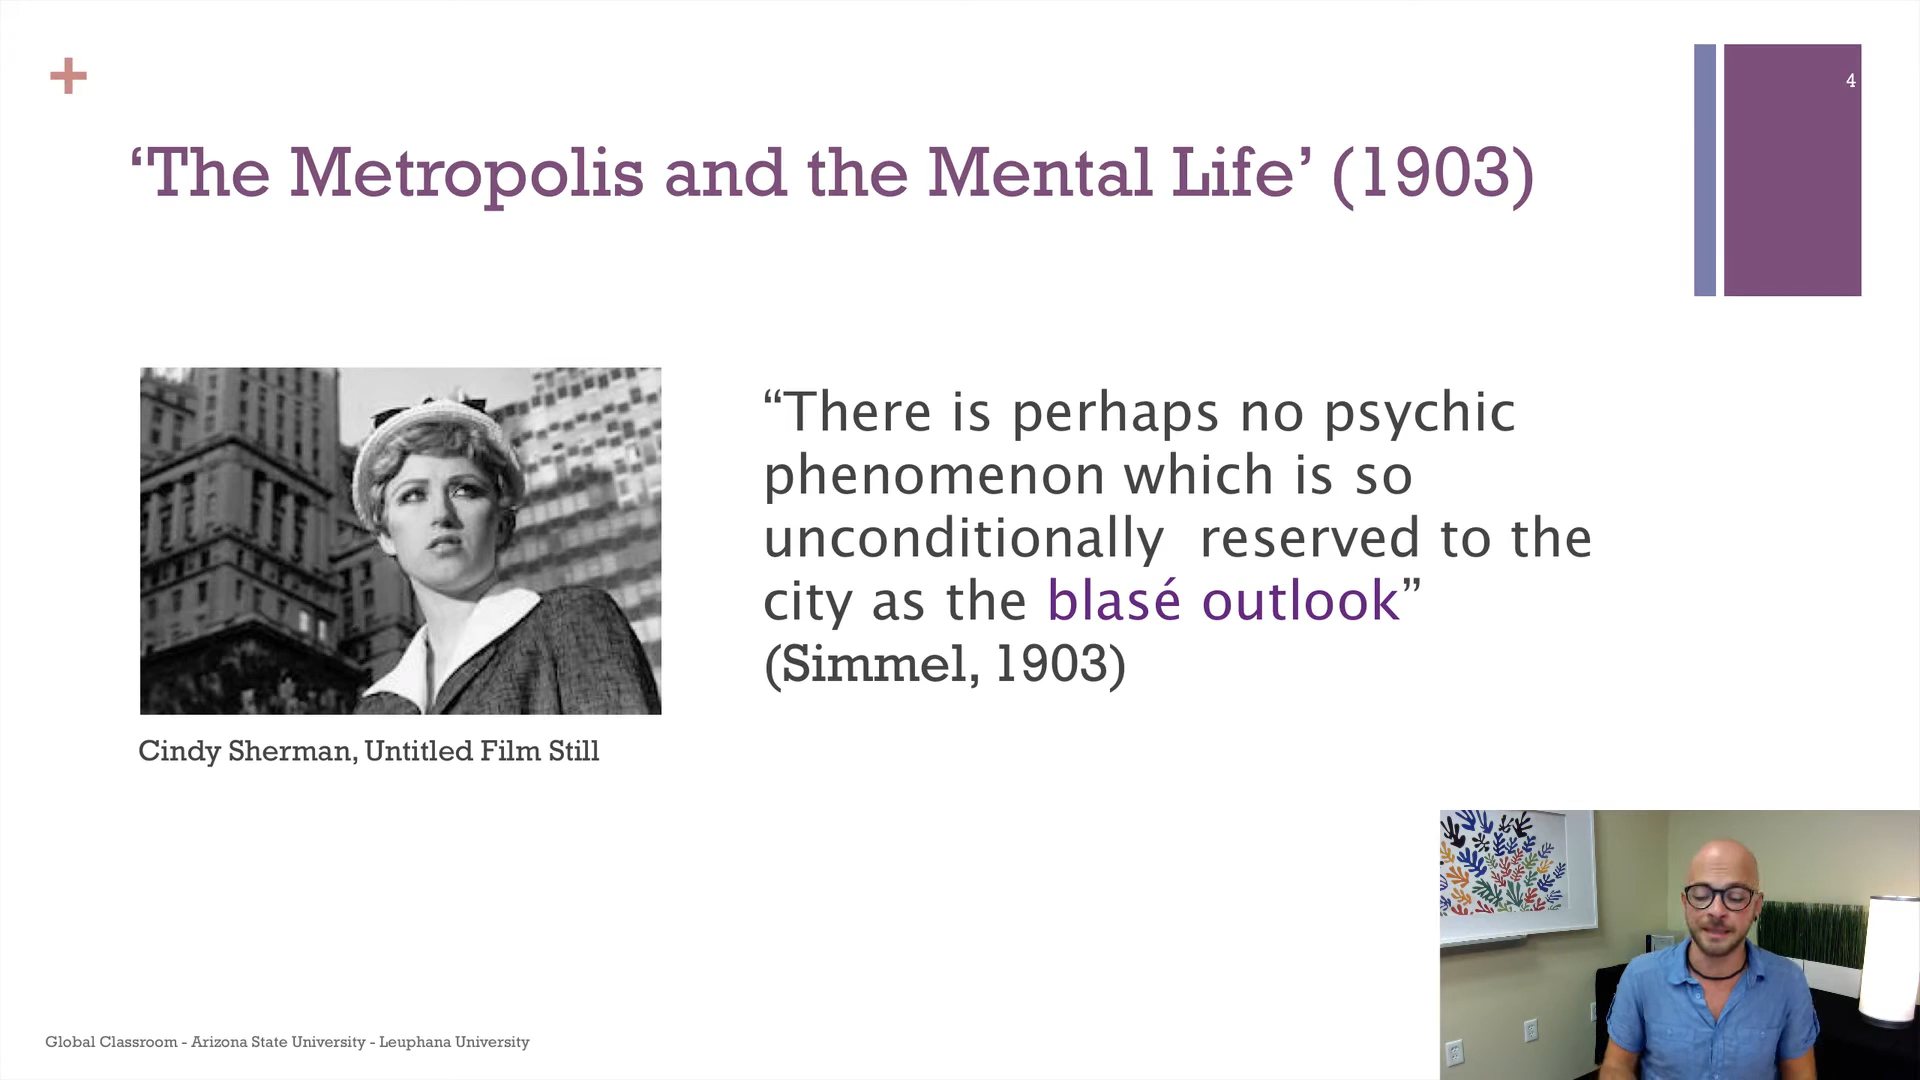 4
‘The Metropolis and the Mental Life’ (1903)
“There is perhaps no psychic
phenomenon which is so
unconditionally  reserved to the
city as the blasé outlook”
(Simmel, 1903)
Cindy Sherman, Untitled Film Still
Global Classroom - Arizona State University - Leuphana University